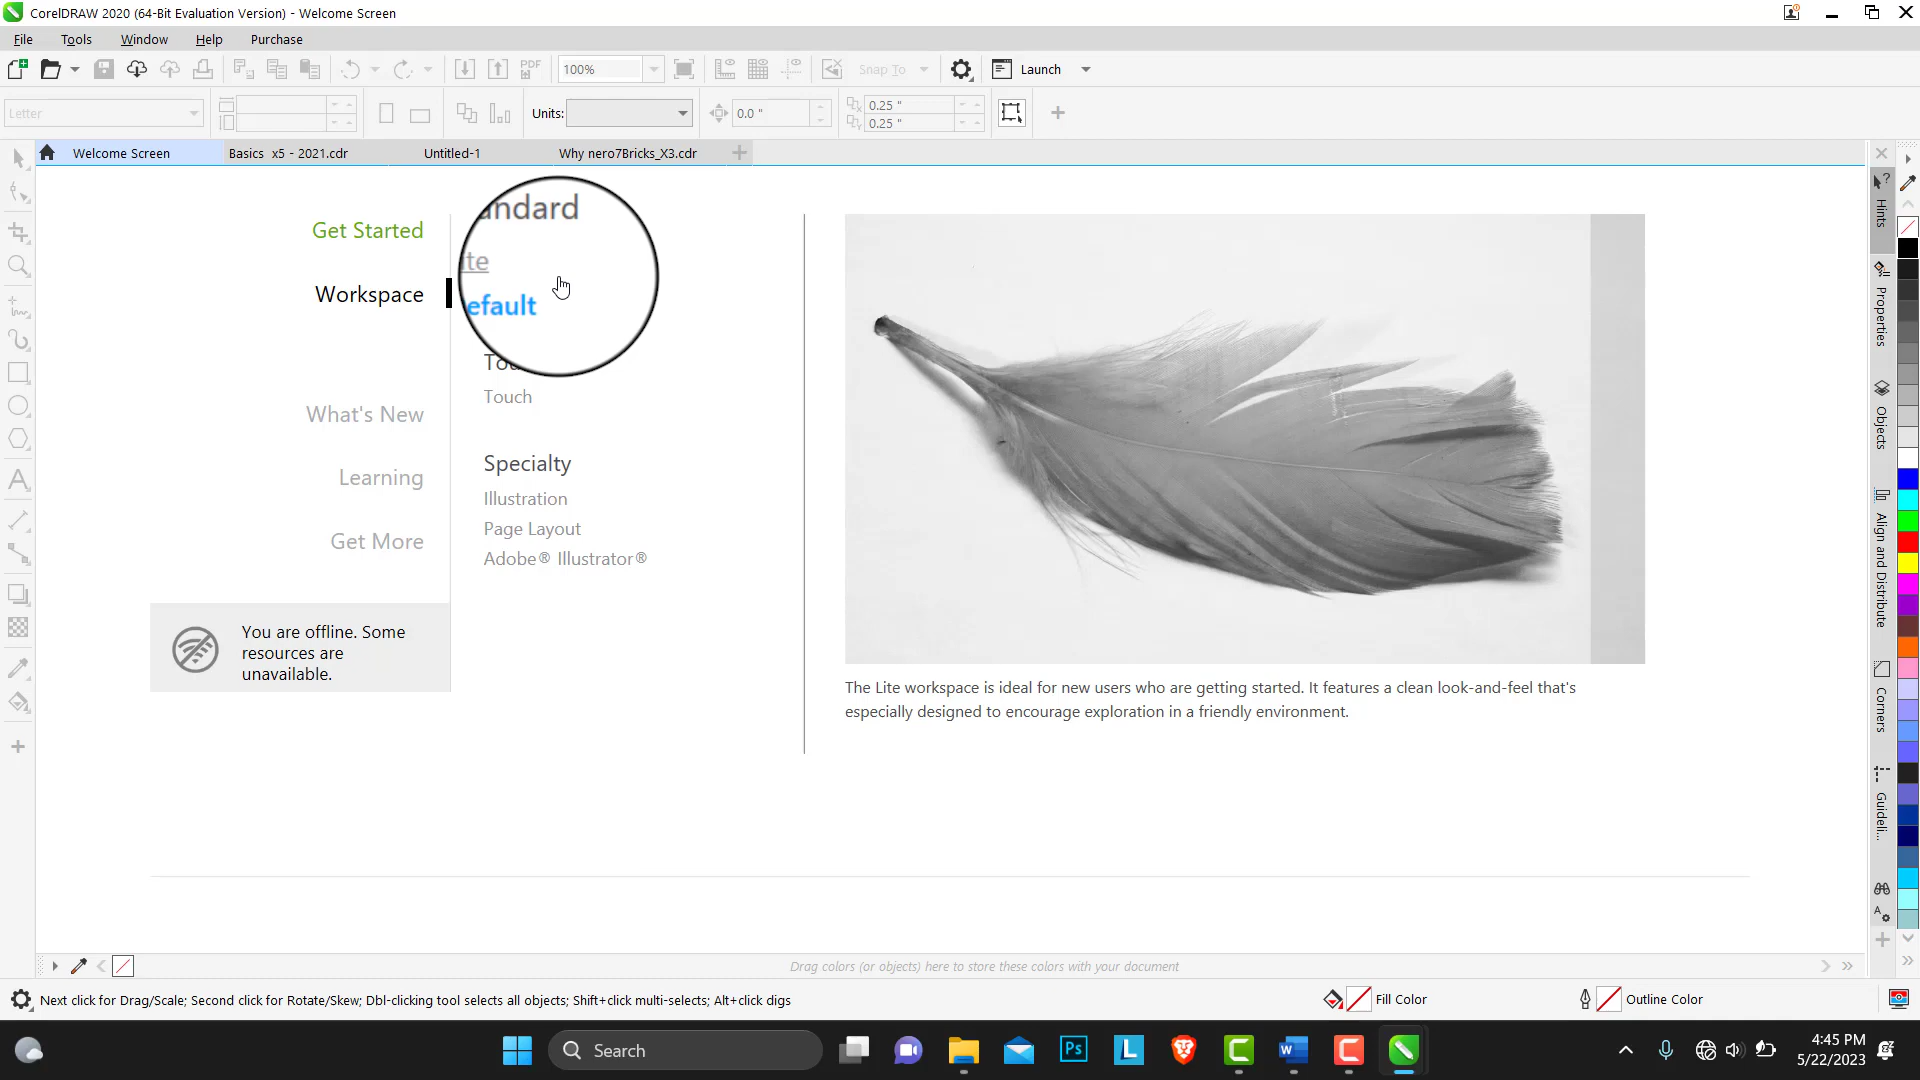 CorelDRAW 2020 (64-Bit Evaluation Version) - Welcome Screen
File Tools Window Help Purchase
100% Snap To Launch
Letter Units: 0.0 " 0.25 "
0.25 "
Welcome Screen Basics x5 - 2021.cdr Untitled-1 Why nero7Bricks_X3.cdr
Get Started
Workspace
What's New
Learning
Get More
You are offline. Some
resources are
unavailable.
andard
ite
efault
Touch
Specialty
Illustration
Page Layout
Adobe® Illustrator®
The Lite workspace is ideal for new users who are getting started. It features a clean look-and-feel that's
especially designed to encourage exploration in a friendly environment.
Hints
Properties
Objects
Align and Distribute
Corners
Guideli...
Drag colors (or objects) here to store these colors with your document
Next click for Drag/Scale; Second click for Rotate/Skew; Dbl-clicking tool selects all objects; Shift+click multi-selects; Alt+click digs
Fill Color Outline Color
Search
4:45 PM
5/22/2023